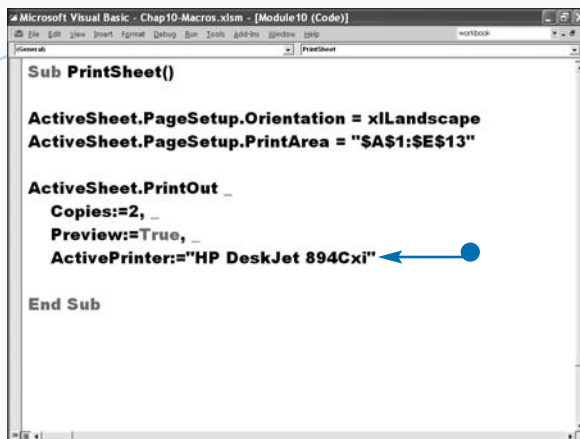 Microsoft Visual Basic - Chap10-Macros.xlsm - [Module10 (Code)]
File Edit View Insert Format Debug Run Tools Add-Ins Window Help workbook
(General) PrintSheet
Sub PrintSheet()
ActiveSheet.PageSetup.Orientation = xlLandscape
ActiveSheet.PageSetup.PrintArea = "$A$1:$E$13"
ActiveSheet.PrintOut _
Copies:=2, _
Preview:=True, _
ActivePrinter:="HP DeskJet 894Cxi"
End Sub